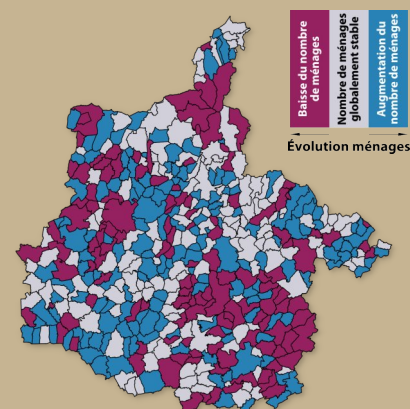 Baisse du nombre
de ménages
Nombre de ménages
globalement stable
Augmentation du
nombre de ménages
Évolution ménages